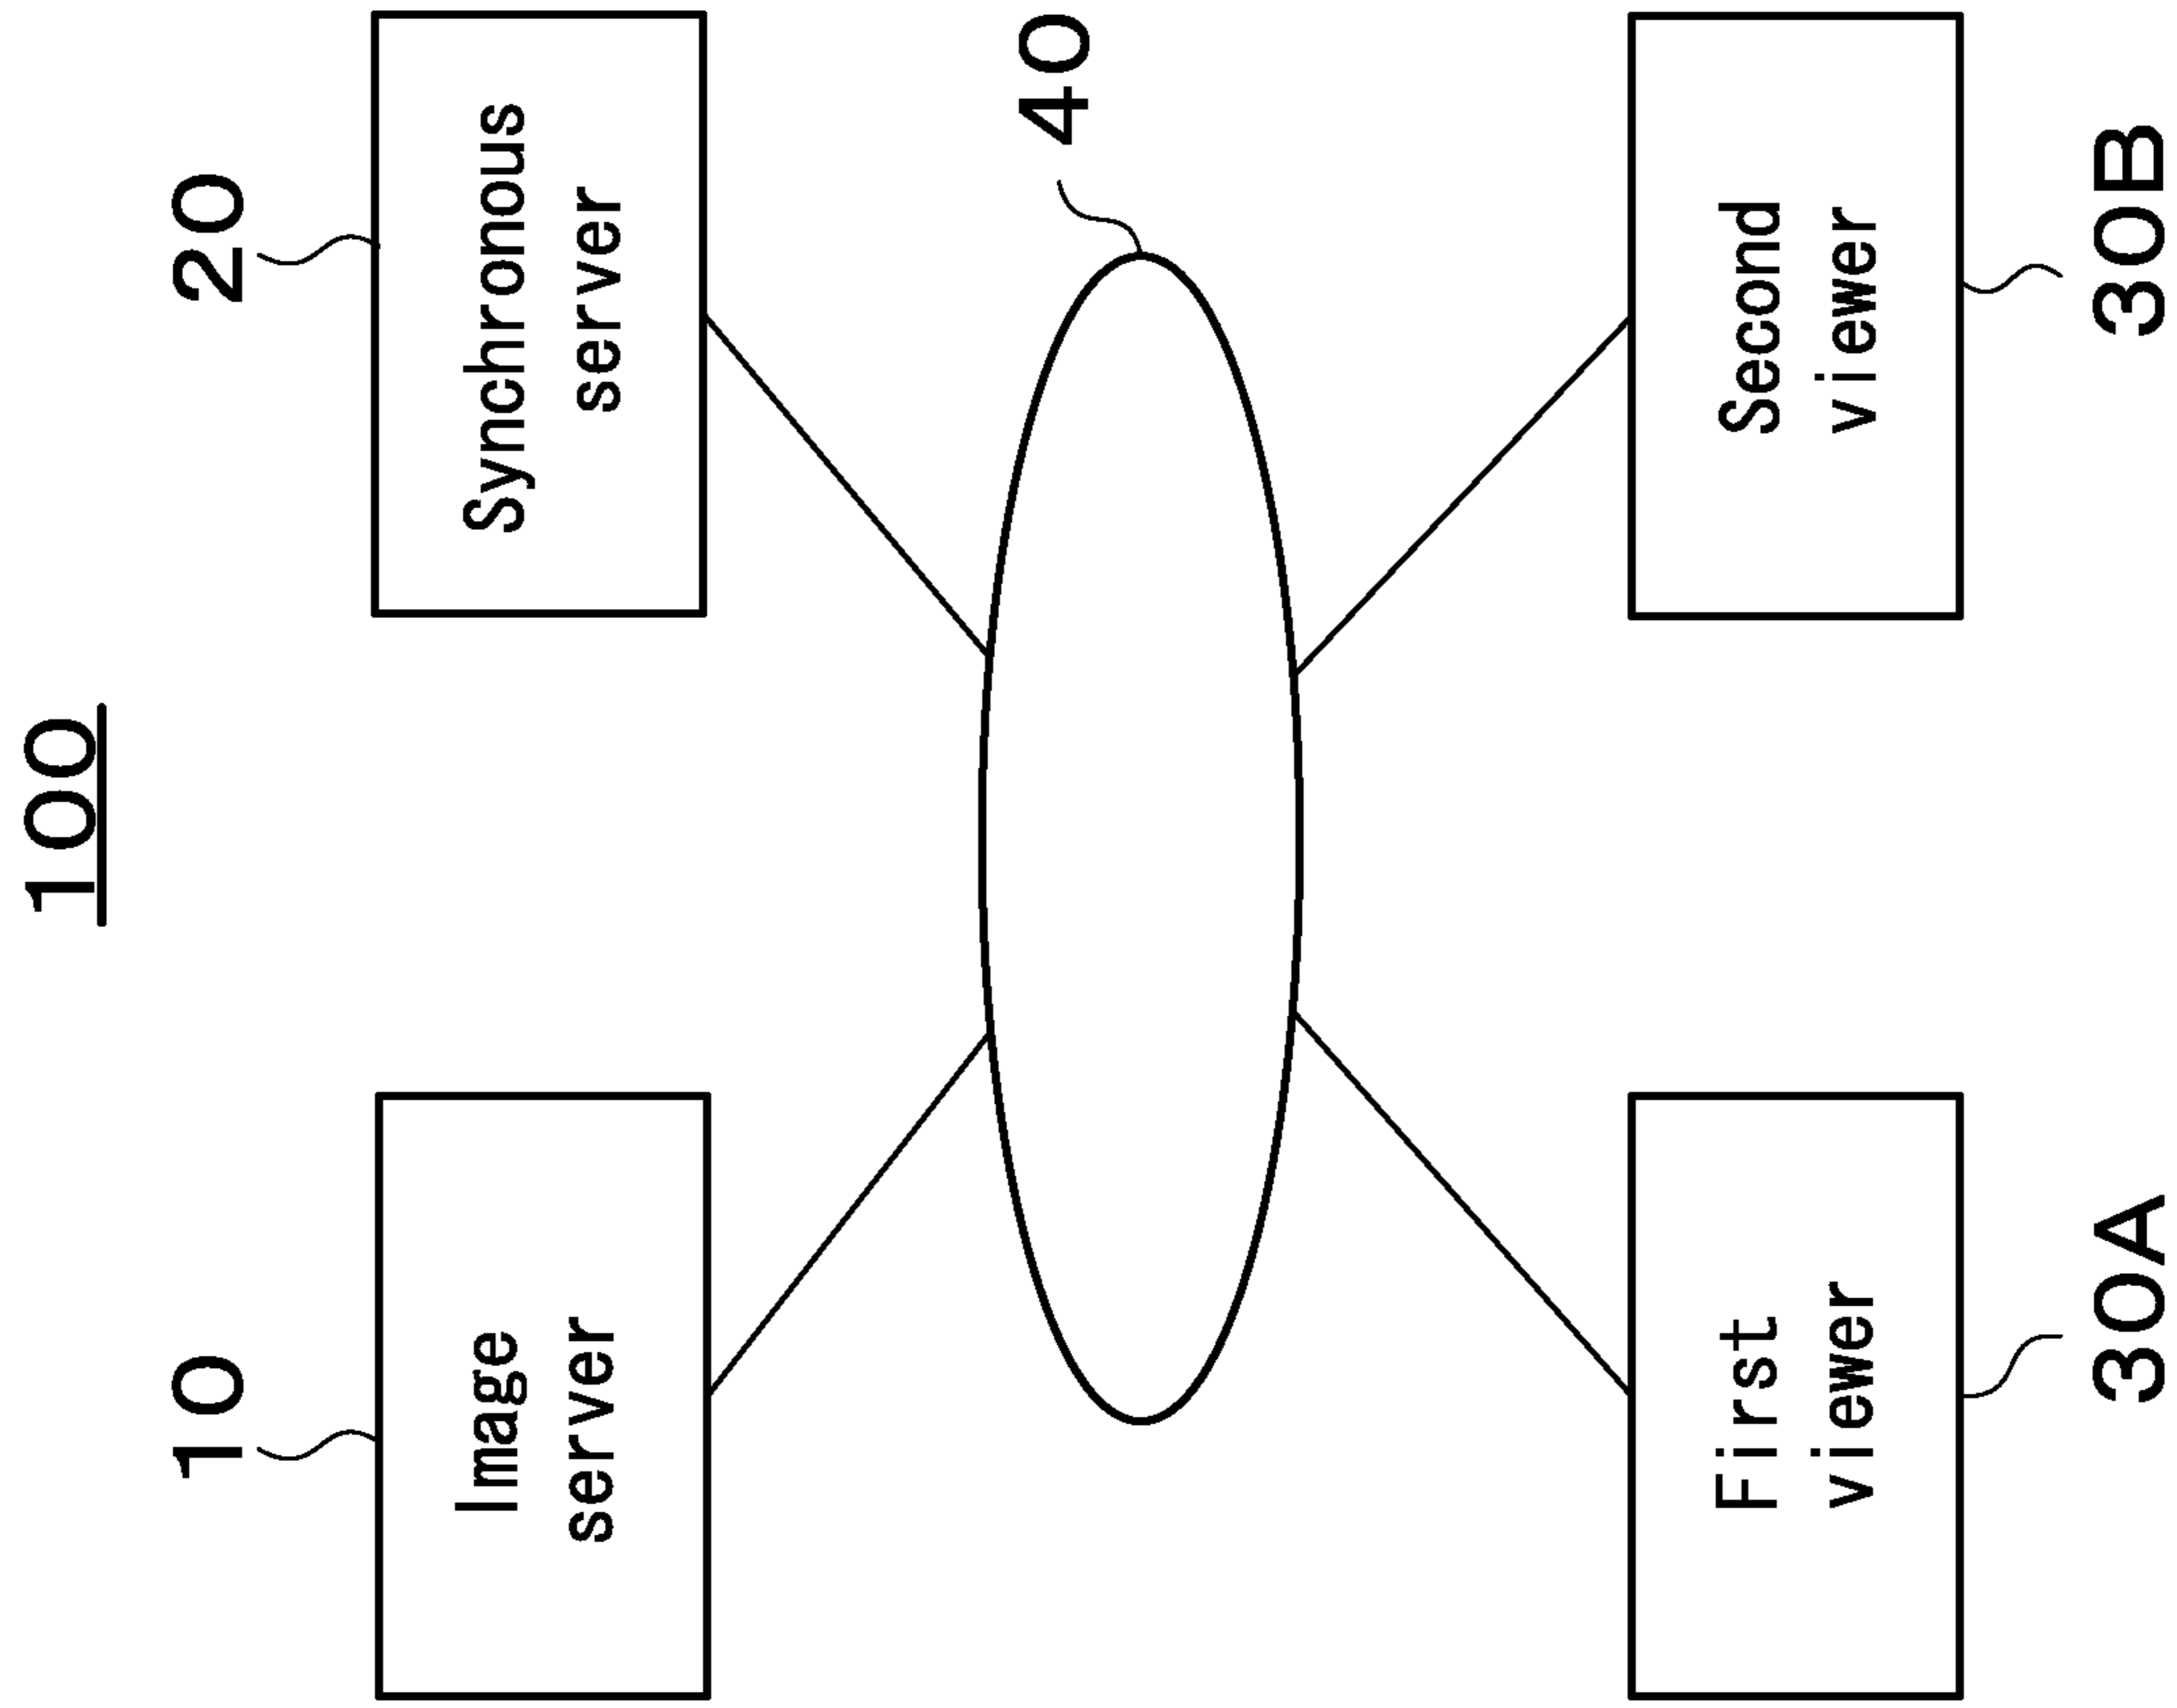 100
10
20
Image
server
Synchronous
server
40
First
viewer
Second
viewer
30A
30B